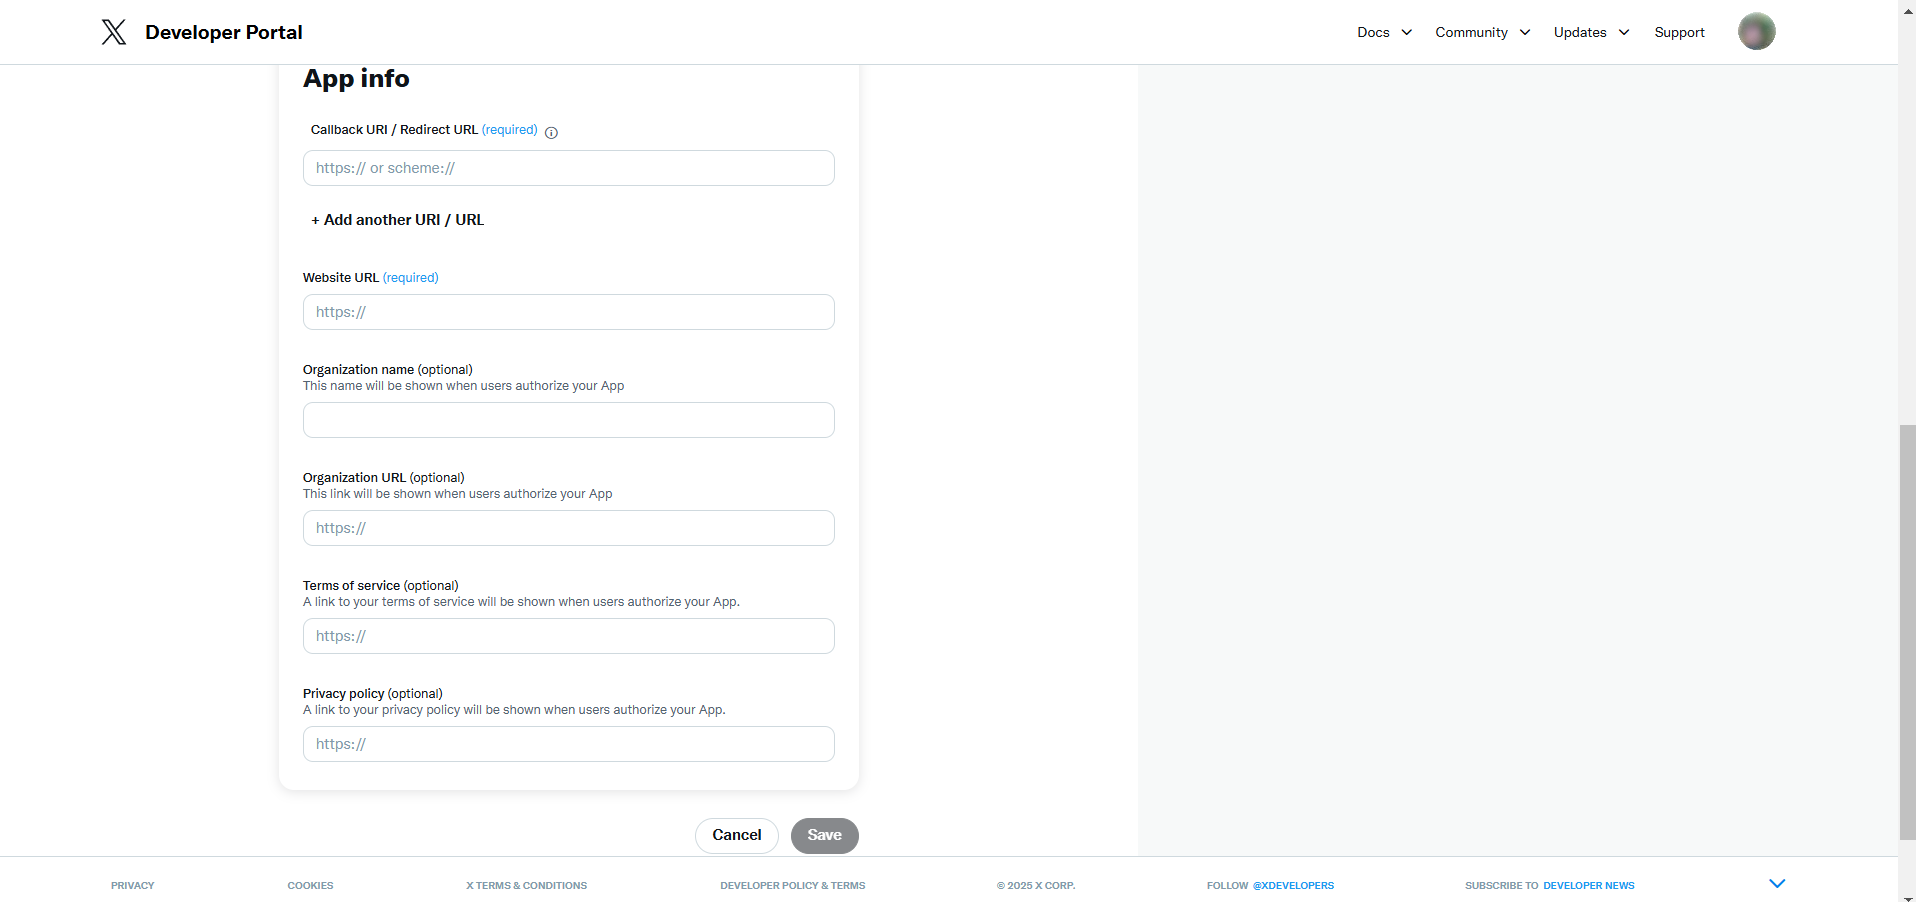 Developer Portal
Docs
Community
Updates
Support
App info
Callback URI / Redirect URL (required)
https:// or scheme://
+ Add another URI / URL
Website URL (required)
https://
Organization name (optional)
This name will be shown when users authorize your App
Organization URL (optional)
This link will be shown when users authorize your App
https://
Terms of service (optional)
A link to your terms of service will be shown when users authorize your App.
https://
Privacy policy (optional)
A link to your privacy policy will be shown when users authorize your App.
https://
Cancel
Save
PRIVACY
COOKIES
X TERMS & CONDITIONS
DEVELOPER POLICY & TERMS
© 2025 X CORP.
FOLLOW @XDEVELOPERS
SUBSCRIBE TO DEVELOPER NEWS